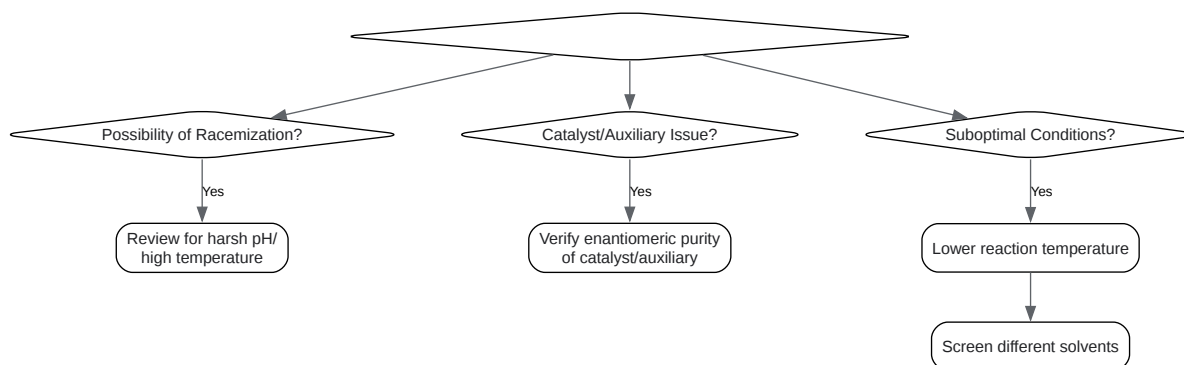 Possibility of Racemization?
Catalyst/Auxiliary Issue?
Suboptimal Conditions?
Yes
Yes
Yes
Review for harsh pH/
high temperature
Verify enantiomeric purity
of catalyst/auxiliary
Lower reaction temperature
Screen different solvents